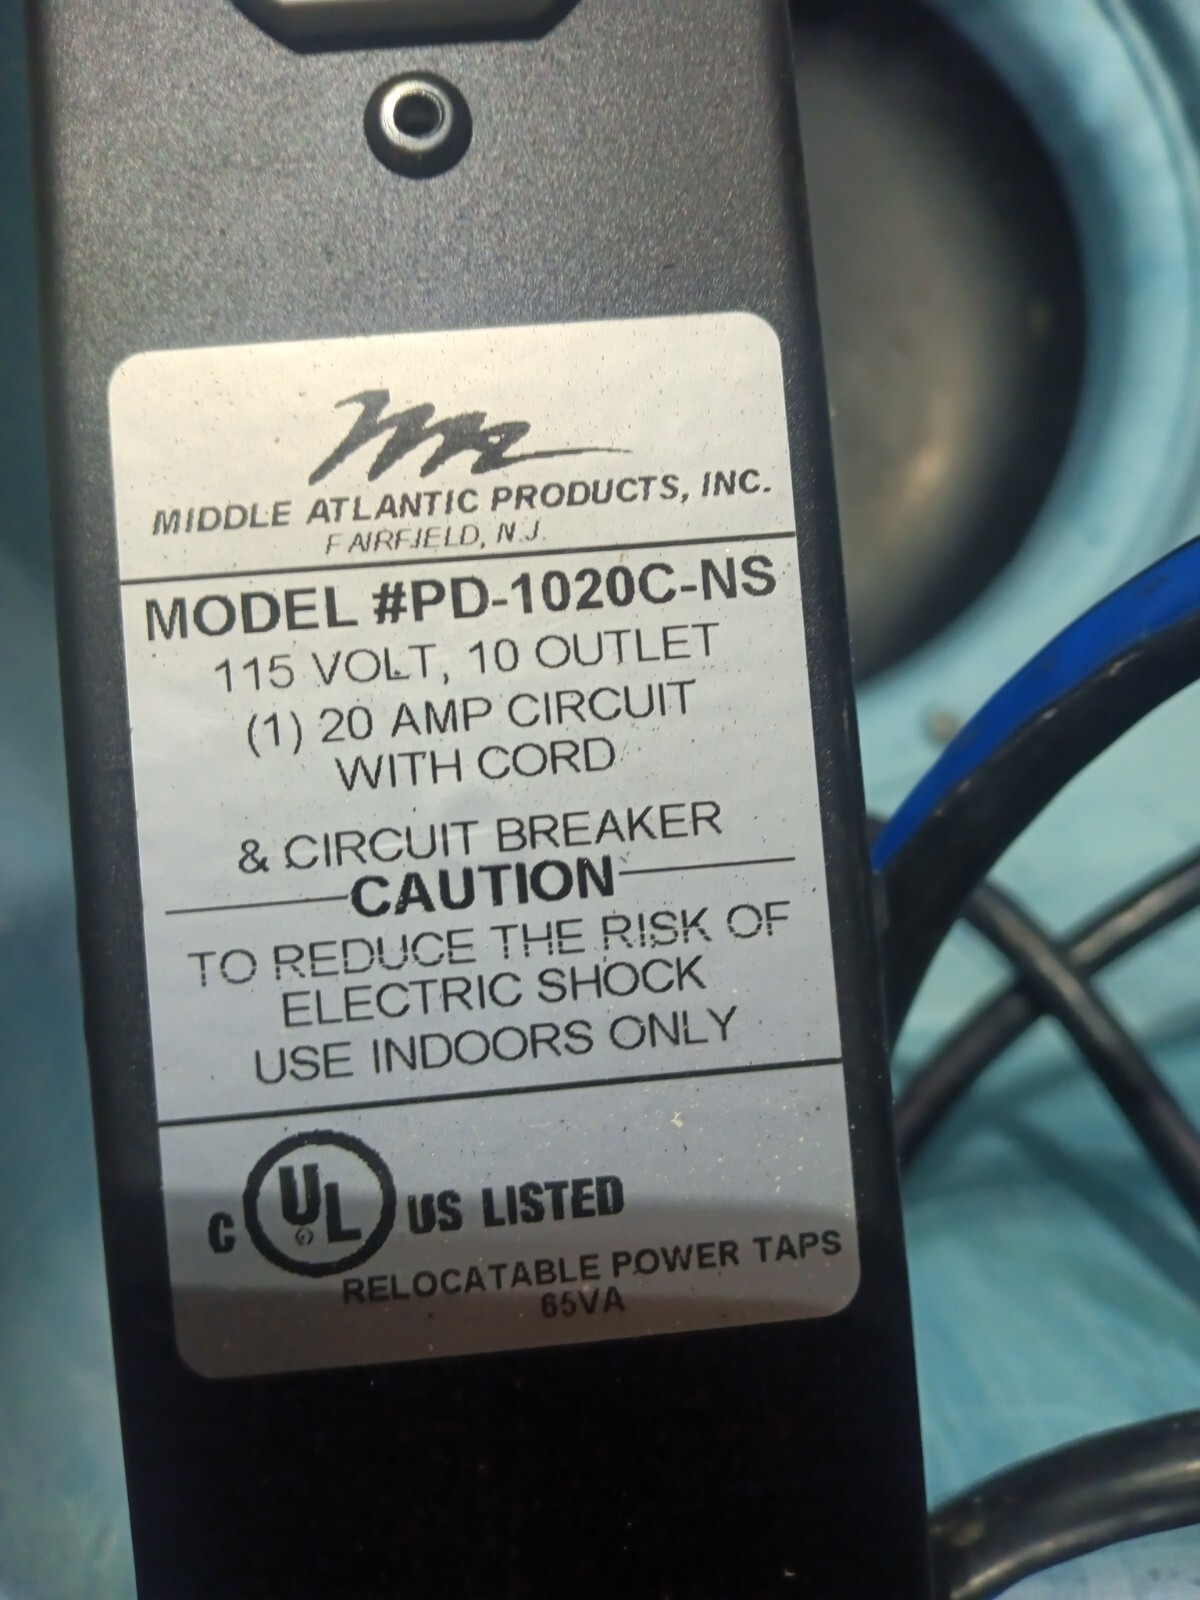 MIDDLE ATLANTIC PRODUCTS, INC.
FAIRFIELD, N.J.
MODEL #PD-1020C-NS
115 VOLT, 10 OUTLET
(1) 20 AMP CIRCUIT
WITH CORD
& CIRCUIT BREAKER
CAUTION
TO REDUCE THE RISK OF
ELECTRIC SHOCK
USE INDOORS ONLY
C UL US LISTED
RELOCATABLE POWER TAPS
65VA